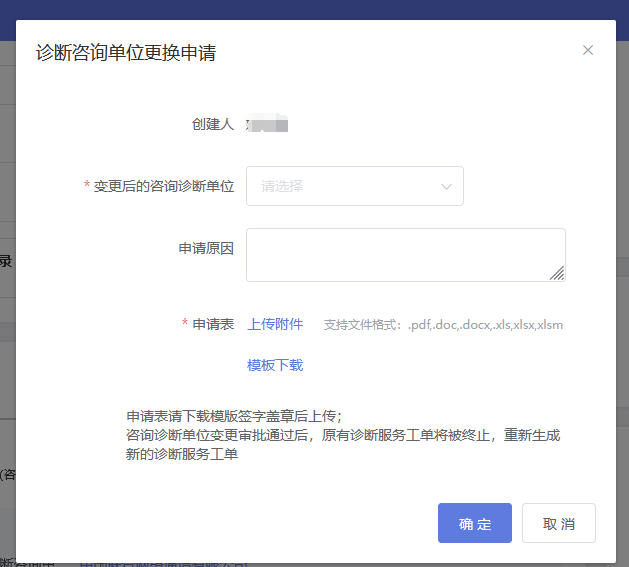 诊断咨询单位更换申请
创建人
* 变更后的咨询诊断单位 请选择
申请原因
* 申请表 上传附件 支持文件格式：.pdf,.doc,.docx,.xls,xlsx,xlsm
模板下载
申请表请下载模版签字盖章后上传；
咨询诊断单位变更审批通过后，原有诊断服务工单将被终止，重新生成
新的诊断服务工单
录
(咨
确 定 取 消